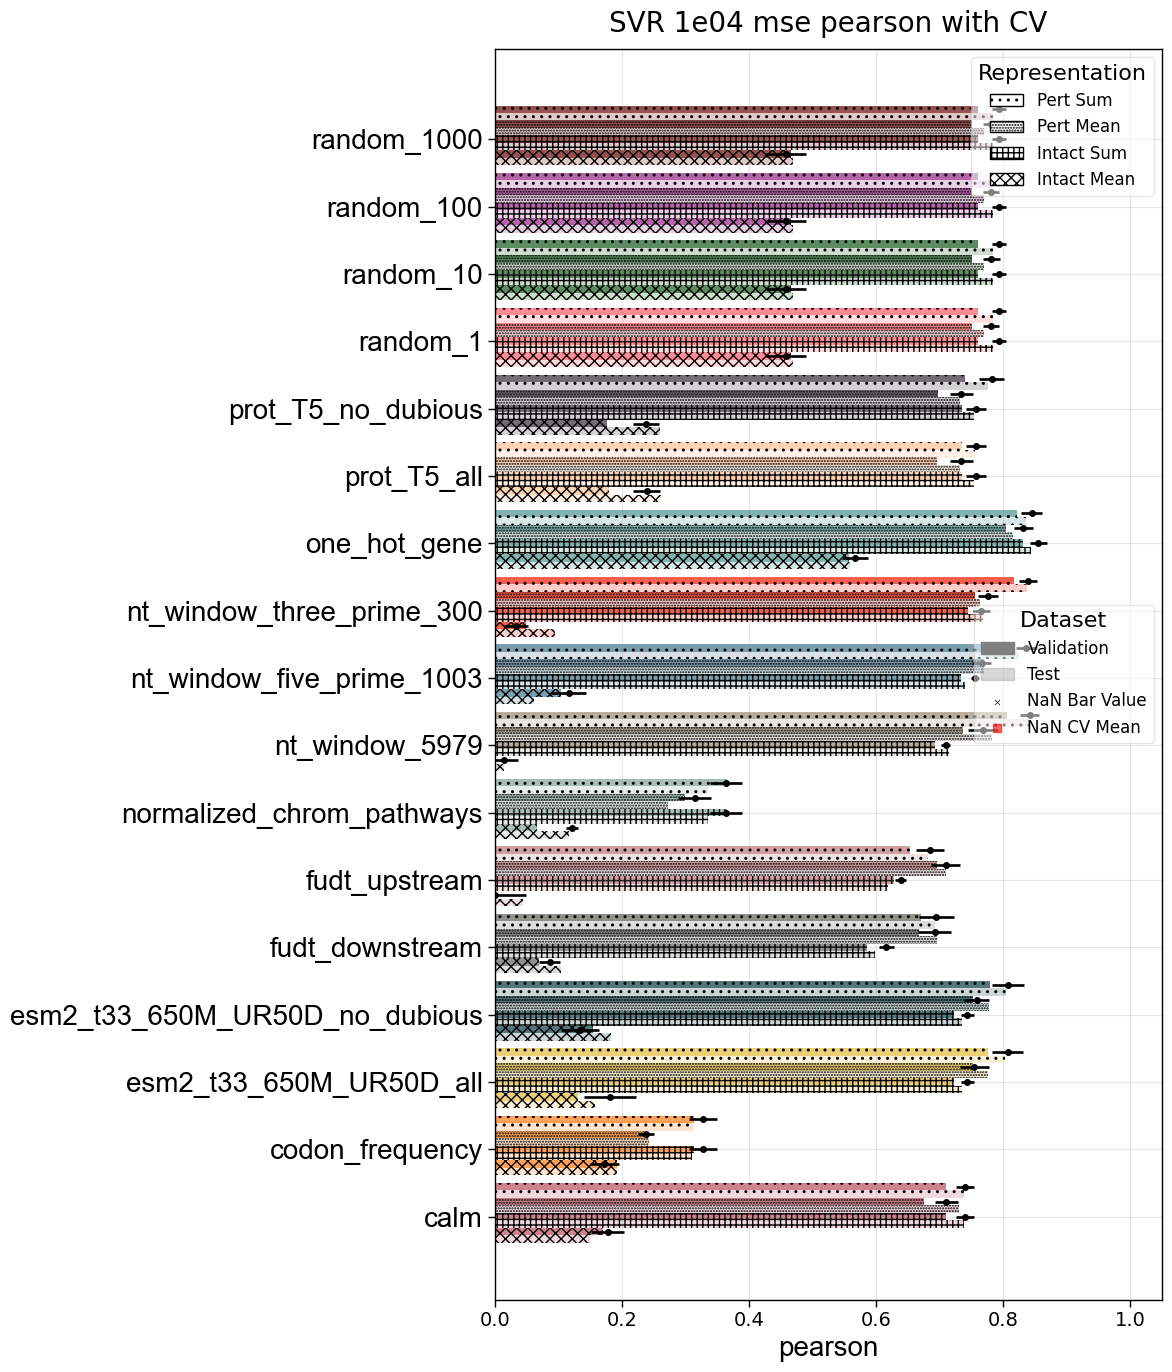 SVR 1e04 mse pearson with CV
Representation
Pert Sum
Pert Mean
Intact Sum
Intact Mean
random_1000
random_100
random_10
random_1
prot_T5_no_dubious
prot_T5_all
one_hot_gene
nt_window_three_prime_300
nt_window_five_prime_1003
nt_window_5979
normalized_chrom_pathways
fudt_upstream
fudt_downstream
esm2_t33_650M_UR50D_no_dubious
esm2_t33_650M_UR50D_all
codon_frequency
calm
Dataset
Validation
Test
NaN Bar Value
NaN CV Mean
0.0 0.2 0.4 0.6 0.8 1.0
pearson